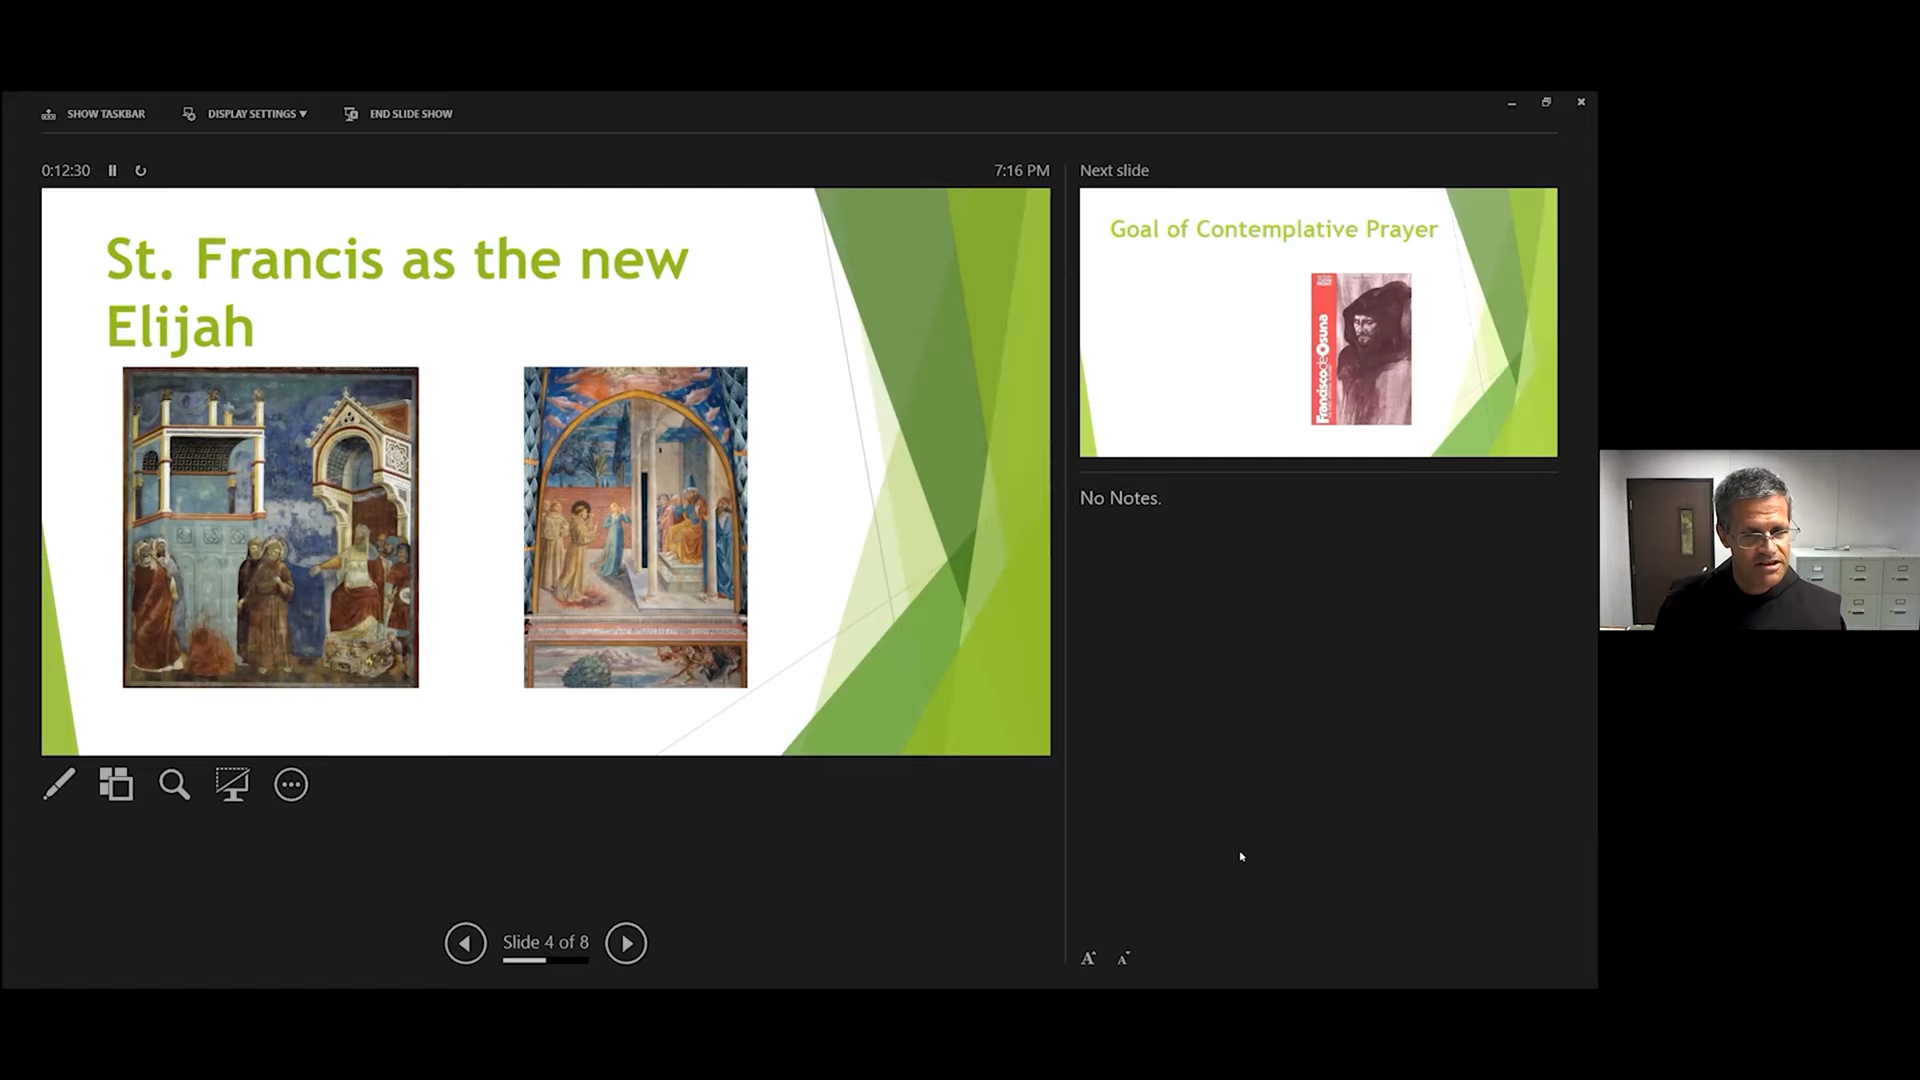 SHOW TASKBAR
DISPLAY SETTINGS ▼
END SLIDE SHOW
0:12:30
7:16 PM
St. Francis as the new
Elijah
Next slide
Goal of Contemplative Prayer
Francisco de Osuna
No Notes.
Slide 4 of 8
A
A